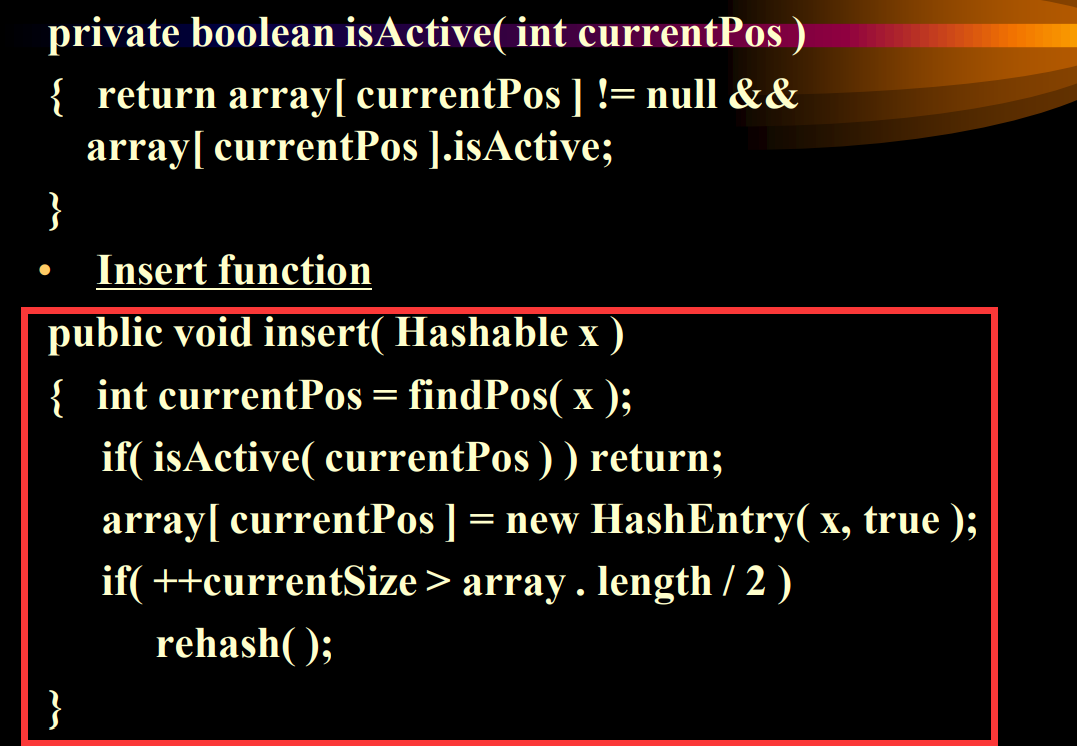 private boolean isActive( int currentPos )
{ return array[ currentPos ] != null &&
array[ currentPos ].isActive;
}
• Insert function
public void insert( Hashable x )
{ int currentPos = findPos( x );
if( isActive( currentPos ) ) return;
array[ currentPos ] = new HashEntry( x, true );
if( ++currentSize > array . length / 2 )
rehash( );
}